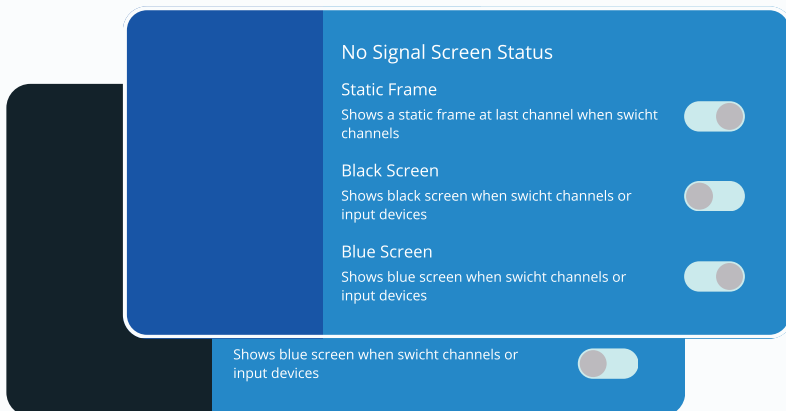 No Signal Screen Status
Static Frame
Shows a static frame at last channel when swicht
channels
Black Screen
Shows black screen when swicht channels or
input devices
Blue Screen
Shows blue screen when swicht channels or
input devices
Shows blue screen when swicht channels or
input devices